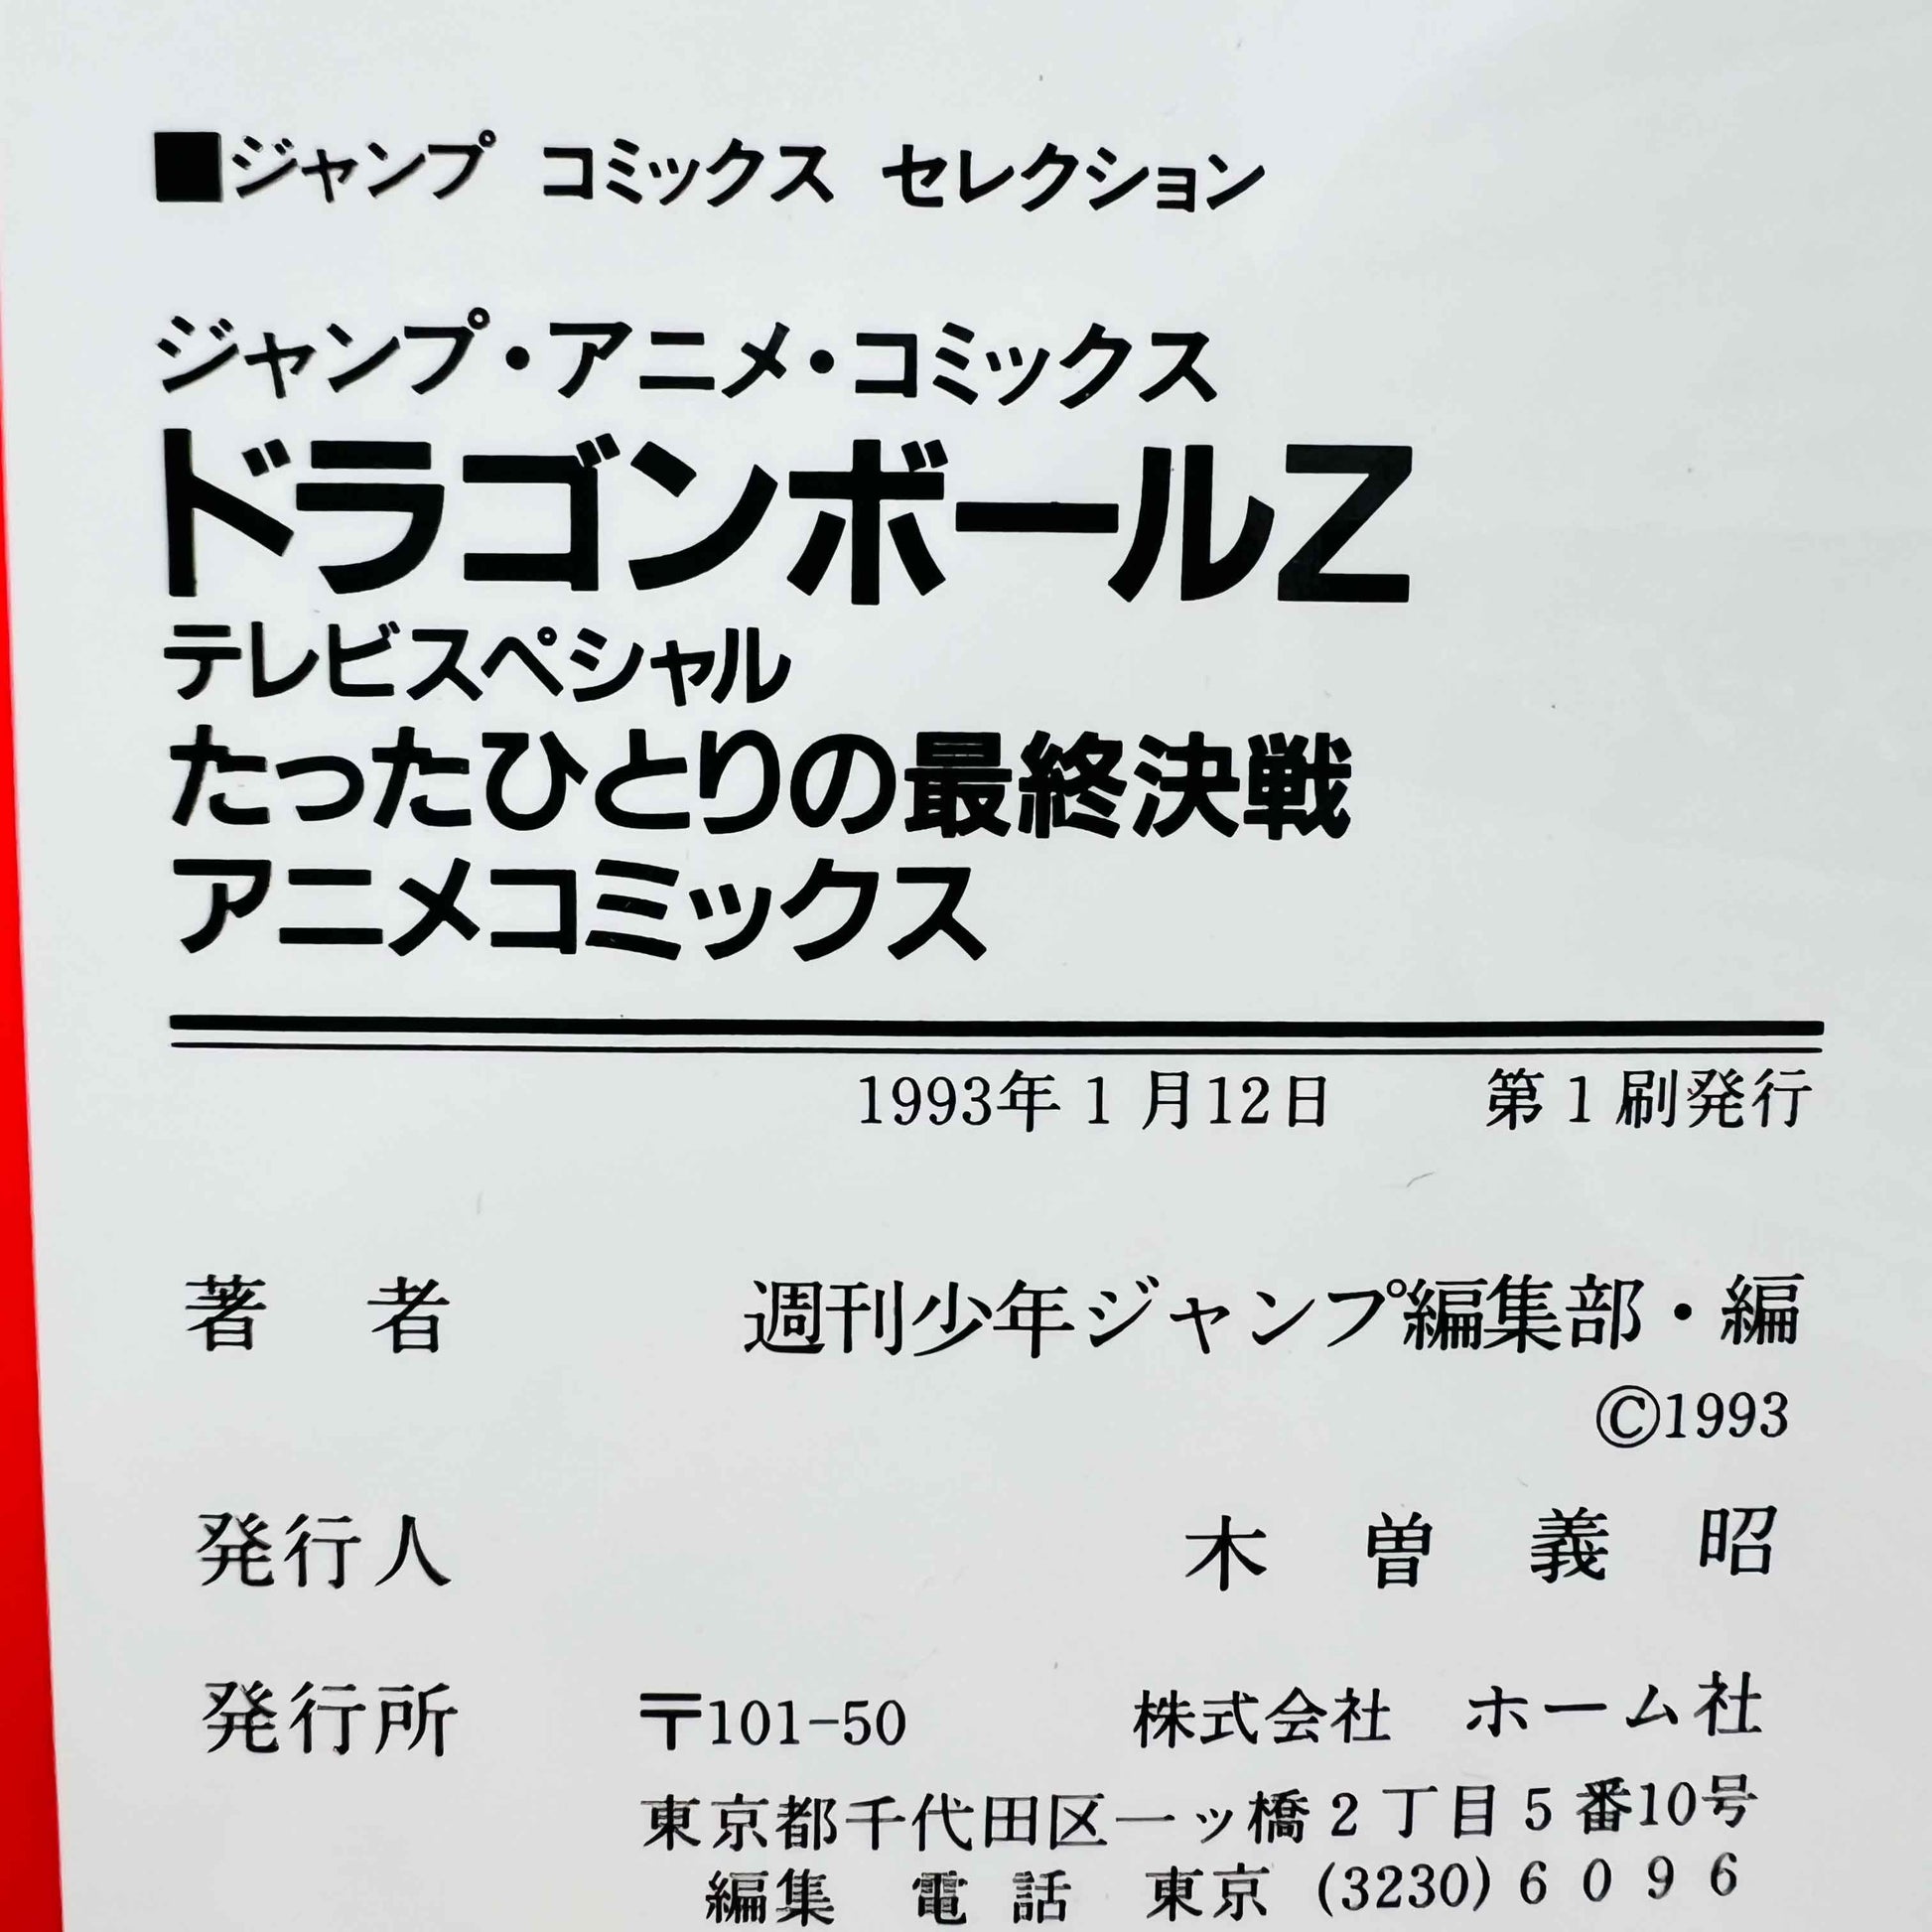 ■ジャンプ コミックス セレクション
ジャンプ・アニメ・コミックス
ドラゴンボールZ
テレビスペシャル
たったひとりの最終決戦
アニメコミックス
1993年1月12日 第1刷発行
著者 週刊少年ジャンプ編集部・編
©1993
発行人 木曽義昭
発行所 〒101-50 株式会社 ホーム社
東京都千代田区一ッ橋2丁目5番10号
編集 電話 東京 (3230) 6096